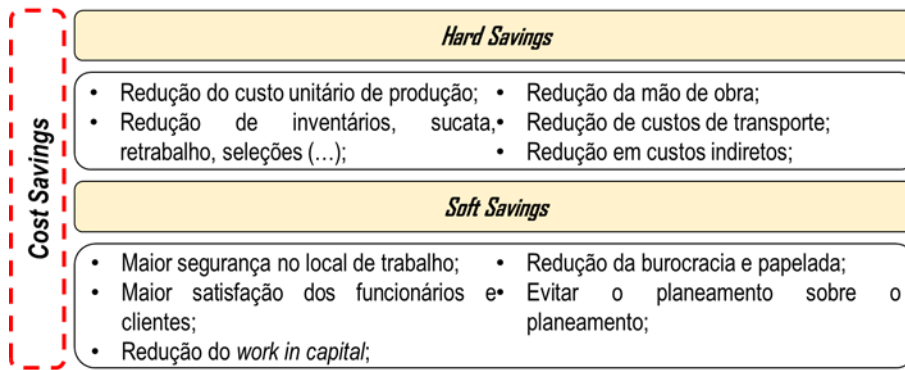 Cost Savings
Hard Savings
• Redução do custo unitário de produção;
• Redução de inventários, sucata,
retrabalho, seleções (…);
• Redução da mão de obra;
• Redução de custos de transporte;
• Redução em custos indiretos;
Soft Savings
• Maior segurança no local de trabalho;
• Maior satisfação dos funcionários e
clientes;
• Redução do work in capital;
• Redução da burocracia e papelada;
• Evitar o planeamento sobre o
planeamento;